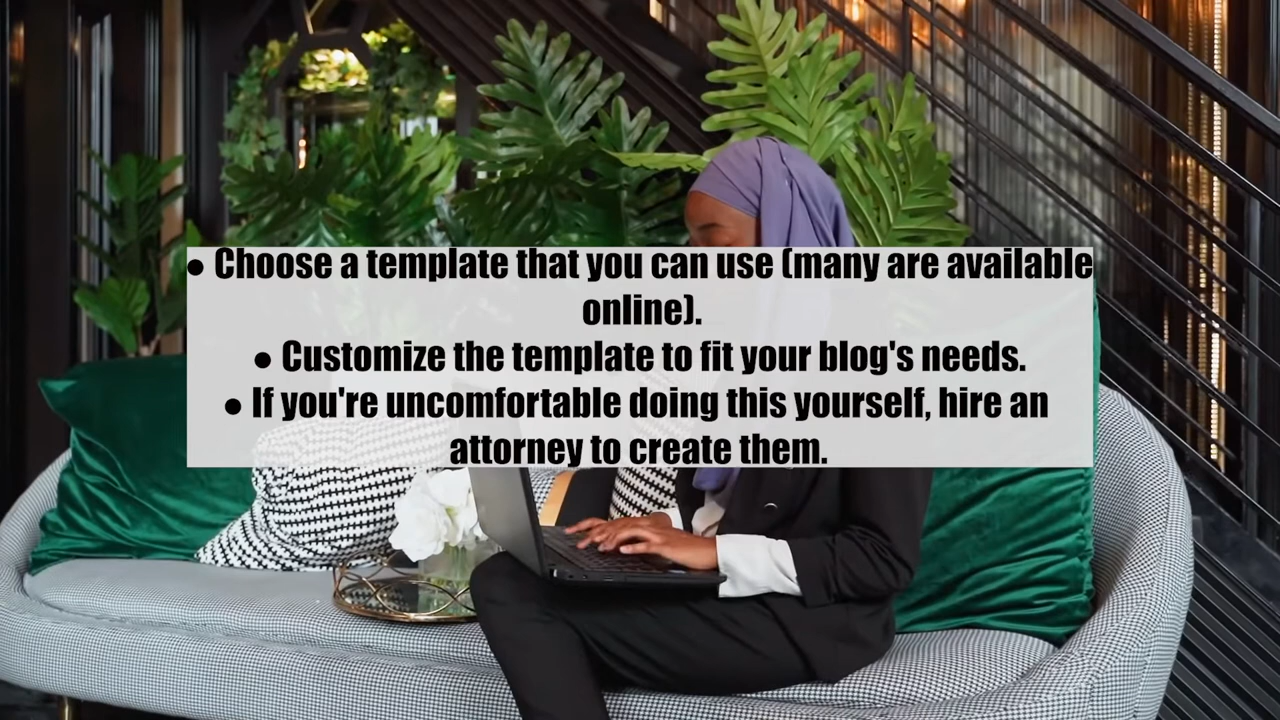 ● Choose a template that you can use (many are available
online).
● Customize the template to fit your blog's needs.
● If you're uncomfortable doing this yourself, hire an
attorney to create them.